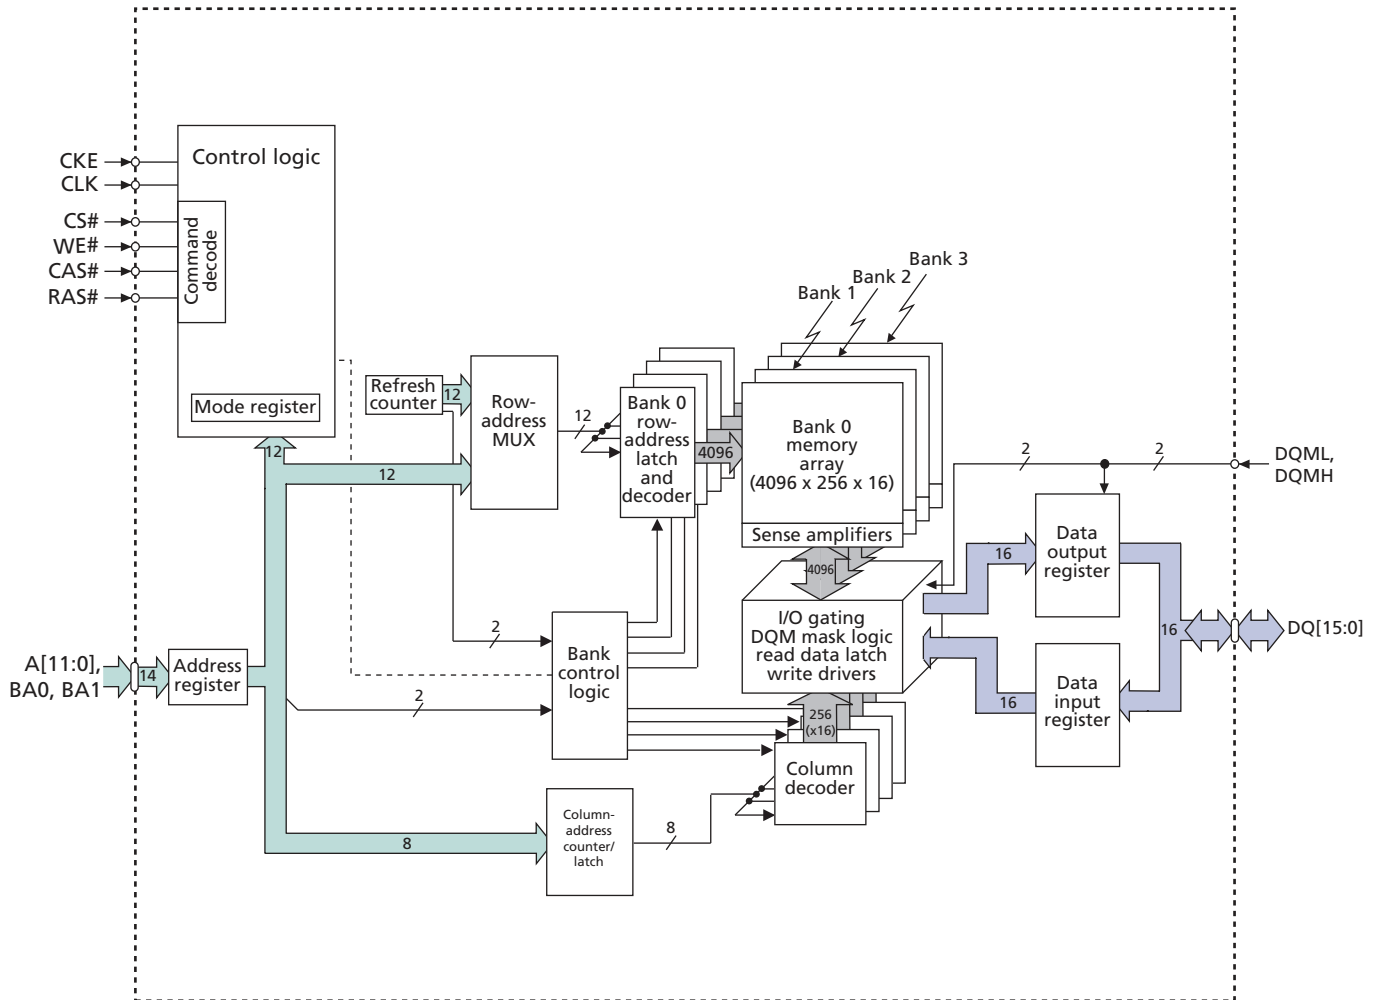 Control logic
CKE
CLK
CS#
WE#
CAS#
RAS#
Command
decode
Mode register
Bank 3
Bank 2
Bank 1
Refresh
counter
12
Row-
address
MUX
12
Bank 0
row-
address
latch
and
decoder
4096
Bank 0
memory
array
(4096 x 256 x 16)
Sense amplifiers
4096
12
12
2
2
DQML,
DQMH
Data
output
register
16
16
DQ[15:0]
I/O gating
DQM mask logic
read data latch
write drivers
Data
input
register
16
2
Bank
control
logic
A[11:0],
BA0, BA1
14
Address
register
2
256
(x16)
Column
decoder
Column-
address
counter/
latch
8
8